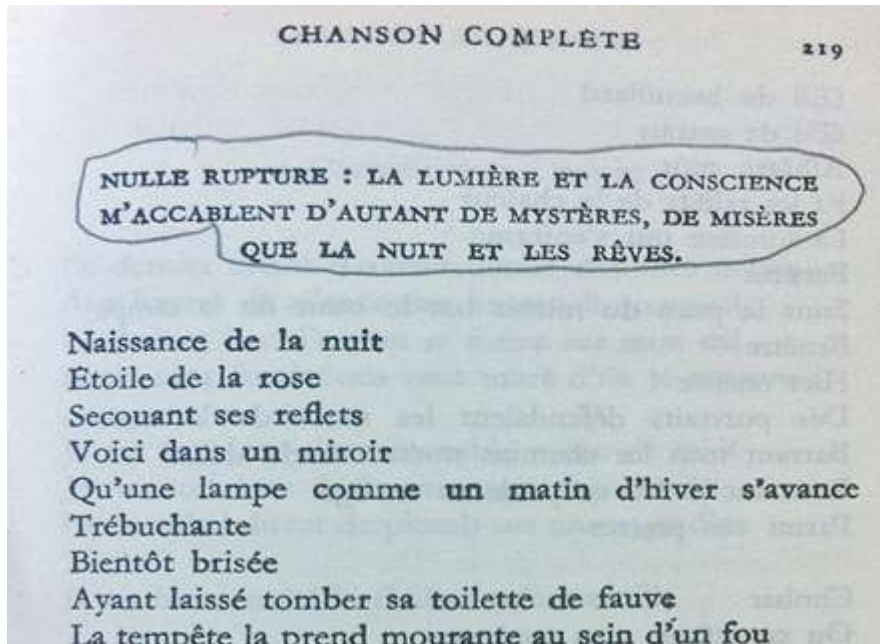 CHANSON COMPLÈTE 219
NULLE RUPTURE : LA LUMIÈRE ET LA CONSCIENCE
M'ACCABLENT D'AUTANT DE MYSTÈRES, DE MISÈRES
QUE LA NUIT ET LES RÊVES.
Naissance de la nuit
Étoile de la rose
Secouant ses reflets
Voici dans un miroir
Qu'une lampe comme un matin d'hiver s'avance
Trébuchante
Bientôt brisée
Ayant laissé tomber sa toilette de fauve
La tempête la prend mourante au sein d'un fou